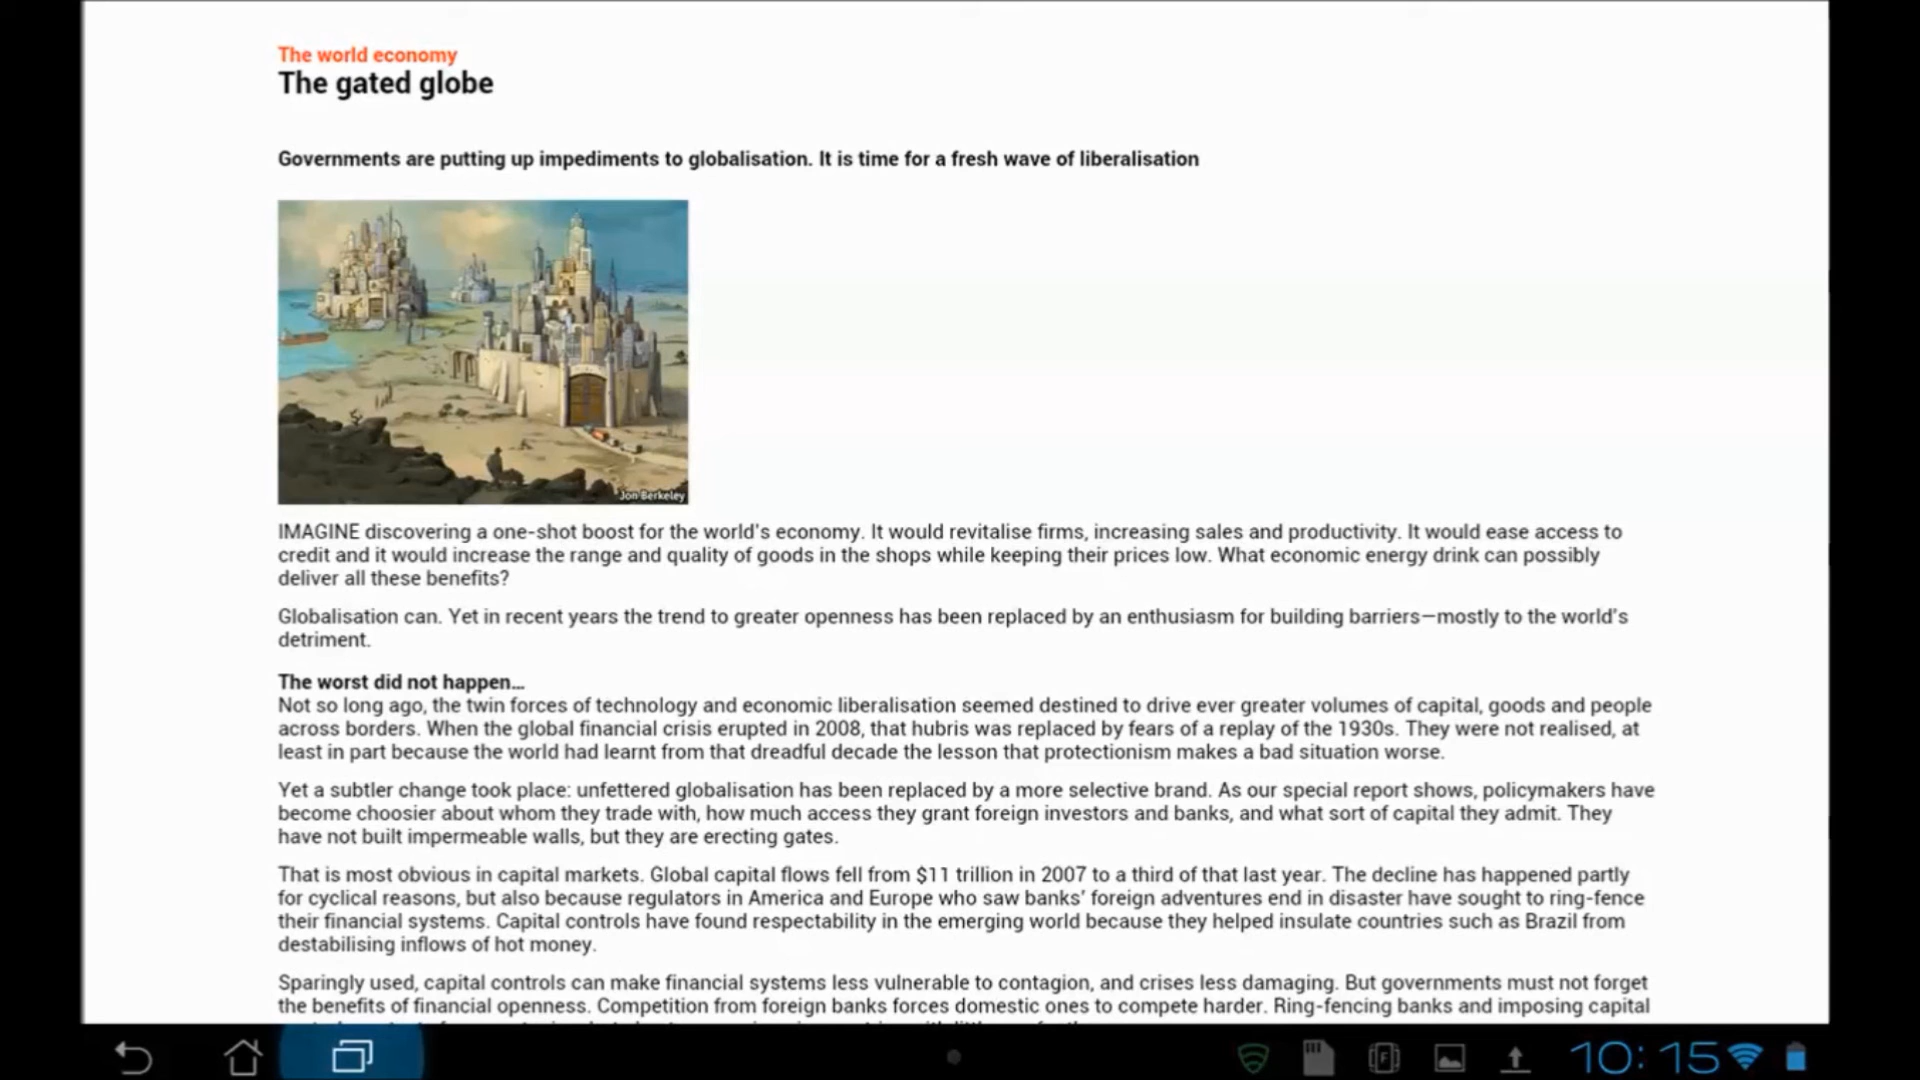 The world economy
The gated globe
Governments are putting up impediments to globalisation. It is time for a fresh wave of liberalisation
Jon Berkeley
IMAGINE discovering a one-shot boost for the world's economy. It would revitalise firms, increasing sales and productivity. It would ease access to
credit and it would increase the range and quality of goods in the shops while keeping their prices low. What economic energy drink can possibly
deliver all these benefits?
Globalisation can. Yet in recent years the trend to greater openness has been replaced by an enthusiasm for building barriers—mostly to the world's
detriment.
The worst did not happen…
Not so long ago, the twin forces of technology and economic liberalisation seemed destined to drive ever greater volumes of capital, goods and people
across borders. When the global financial crisis erupted in 2008, that hubris was replaced by fears of a replay of the 1930s. They were not realised, at
least in part because the world had learnt from that dreadful decade the lesson that protectionism makes a bad situation worse.
Yet a subtler change took place: unfettered globalisation has been replaced by a more selective brand. As our special report shows, policymakers have
become choosier about whom they trade with, how much access they grant foreign investors and banks, and what sort of capital they admit. They
have not built impermeable walls, but they are erecting gates.
That is most obvious in capital markets. Global capital flows fell from $11 trillion in 2007 to a third of that last year. The decline has happened partly
for cyclical reasons, but also because regulators in America and Europe who saw banks' foreign adventures end in disaster have sought to ring-fence
their financial systems. Capital controls have found respectability in the emerging world because they helped insulate countries such as Brazil from
destabilising inflows of hot money.
Sparingly used, capital controls can make financial systems less vulnerable to contagion, and crises less damaging. But governments must not forget
the benefits of financial openness. Competition from foreign banks forces domestic ones to compete harder. Ring-fencing banks and imposing capital
10:15